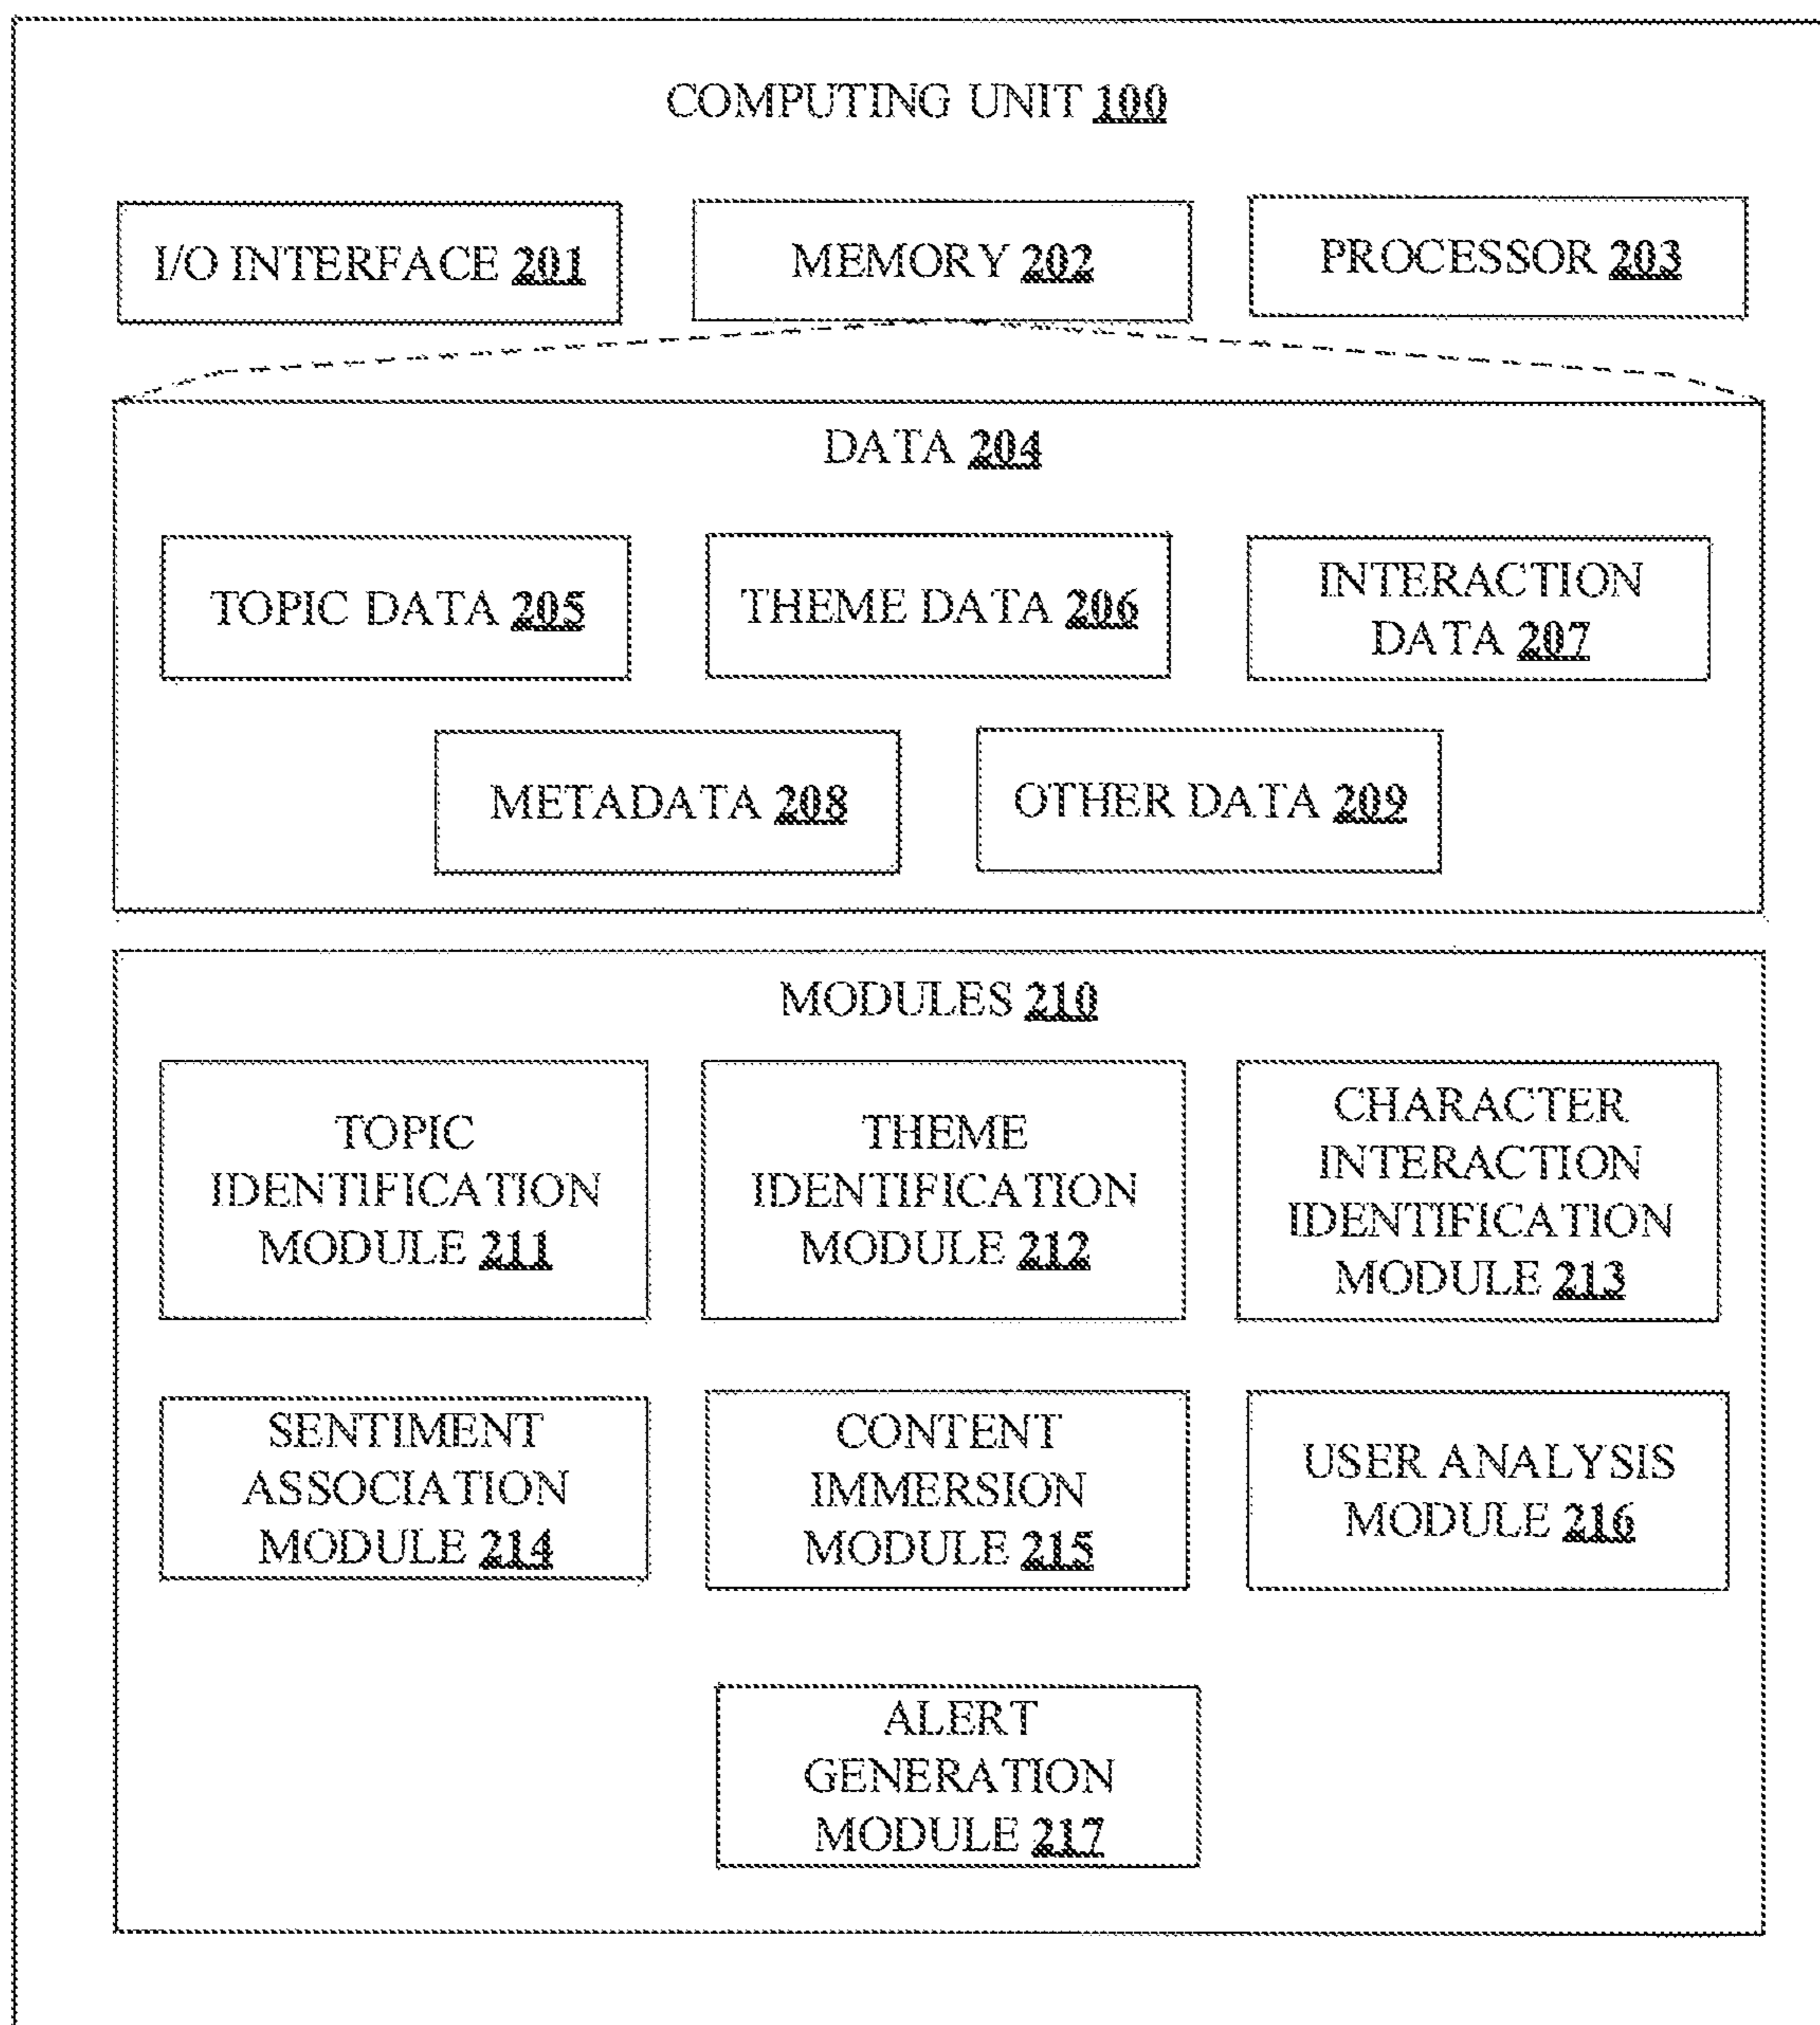 COMPUTING UNIT 100
I/O INTERFACE 201
MEMORY 202
PROCESSOR 203
DATA 204
TOPIC DATA 205
THEME DATA 206
INTERACTION
DATA 207
METADATA 208
OTHER DATA 209
MODULES 210
TOPIC
IDENTIFICATION
MODULE 211
THEME
IDENTIFICATION
MODULE 212
CHARACTER
INTERACTION
IDENTIFICATION
MODULE 213
SENTIMENT
ASSOCIATION
MODULE 214
CONTENT
IMMERSION
MODULE 215
USER ANALYSIS
MODULE 216
ALERT
GENERATION
MODULE 217